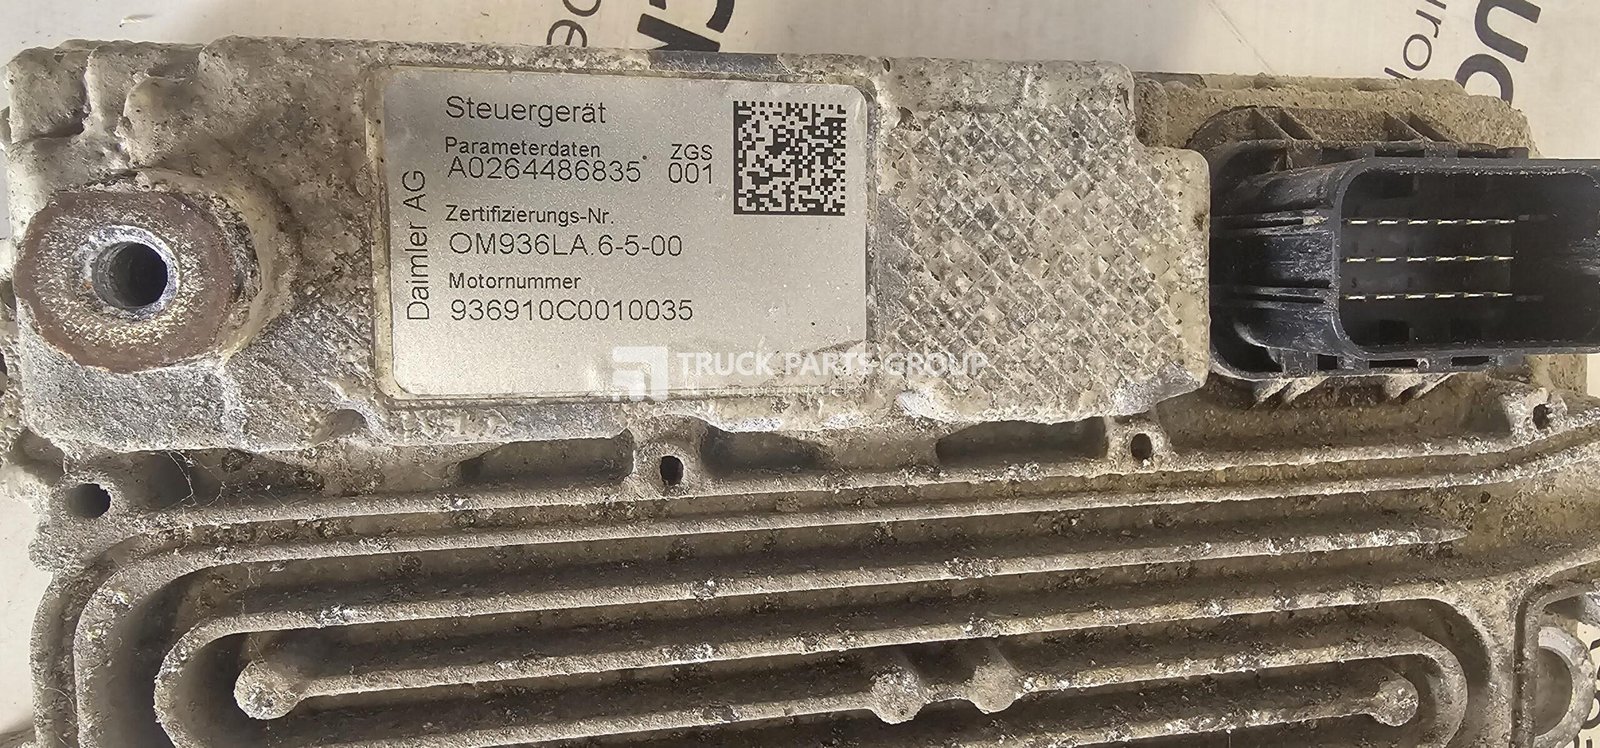 Steuergerät
Parameterdaten ZGS
A0264486835 001
Zertifizierungs-Nr.
OM936LA.6-5-00
Motornummer
936910C0010035
Daimler AG
TRUCK PARTS GROUP